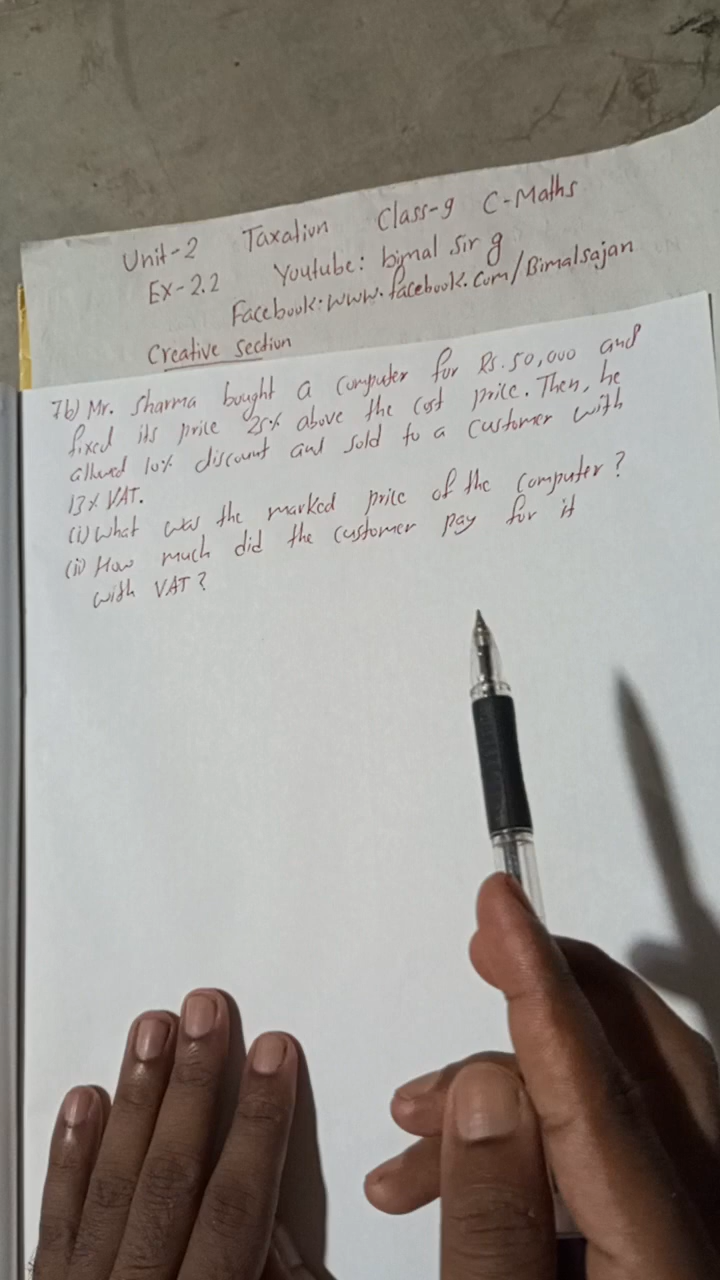 Unit-2 Taxation Class-9 C-Maths
Ex-2.2 Youtube: bimal sir g
Facebook: www.facebook.com/Bimalsajan
Creative section
7b) Mr. Sharma bought a computer for Rs. 50,000 and
fixed its price 25% above the cost price. Then, he
allowed 10% discount and sold to a customer with
13% VAT.
(i) What was the marked price of the computer?
(ii) How much did the customer pay for it
with VAT?